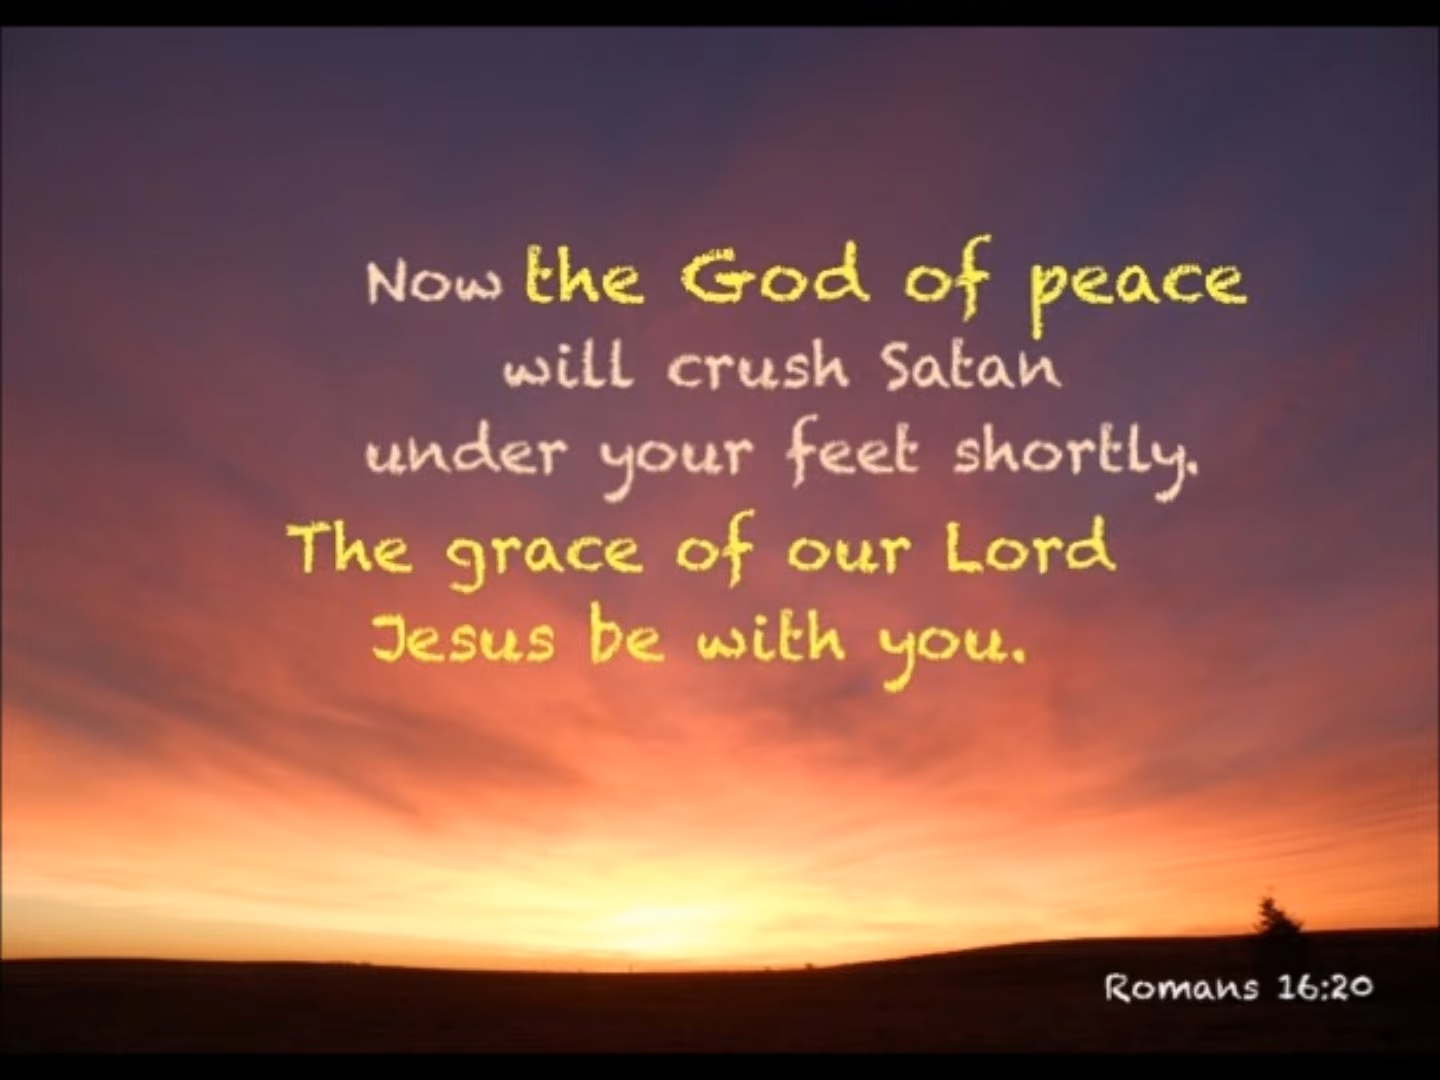 Now the God of peace
will crush Satan
under your feet shortly.
The grace of our Lord
Jesus be with you.
Romans 16:20